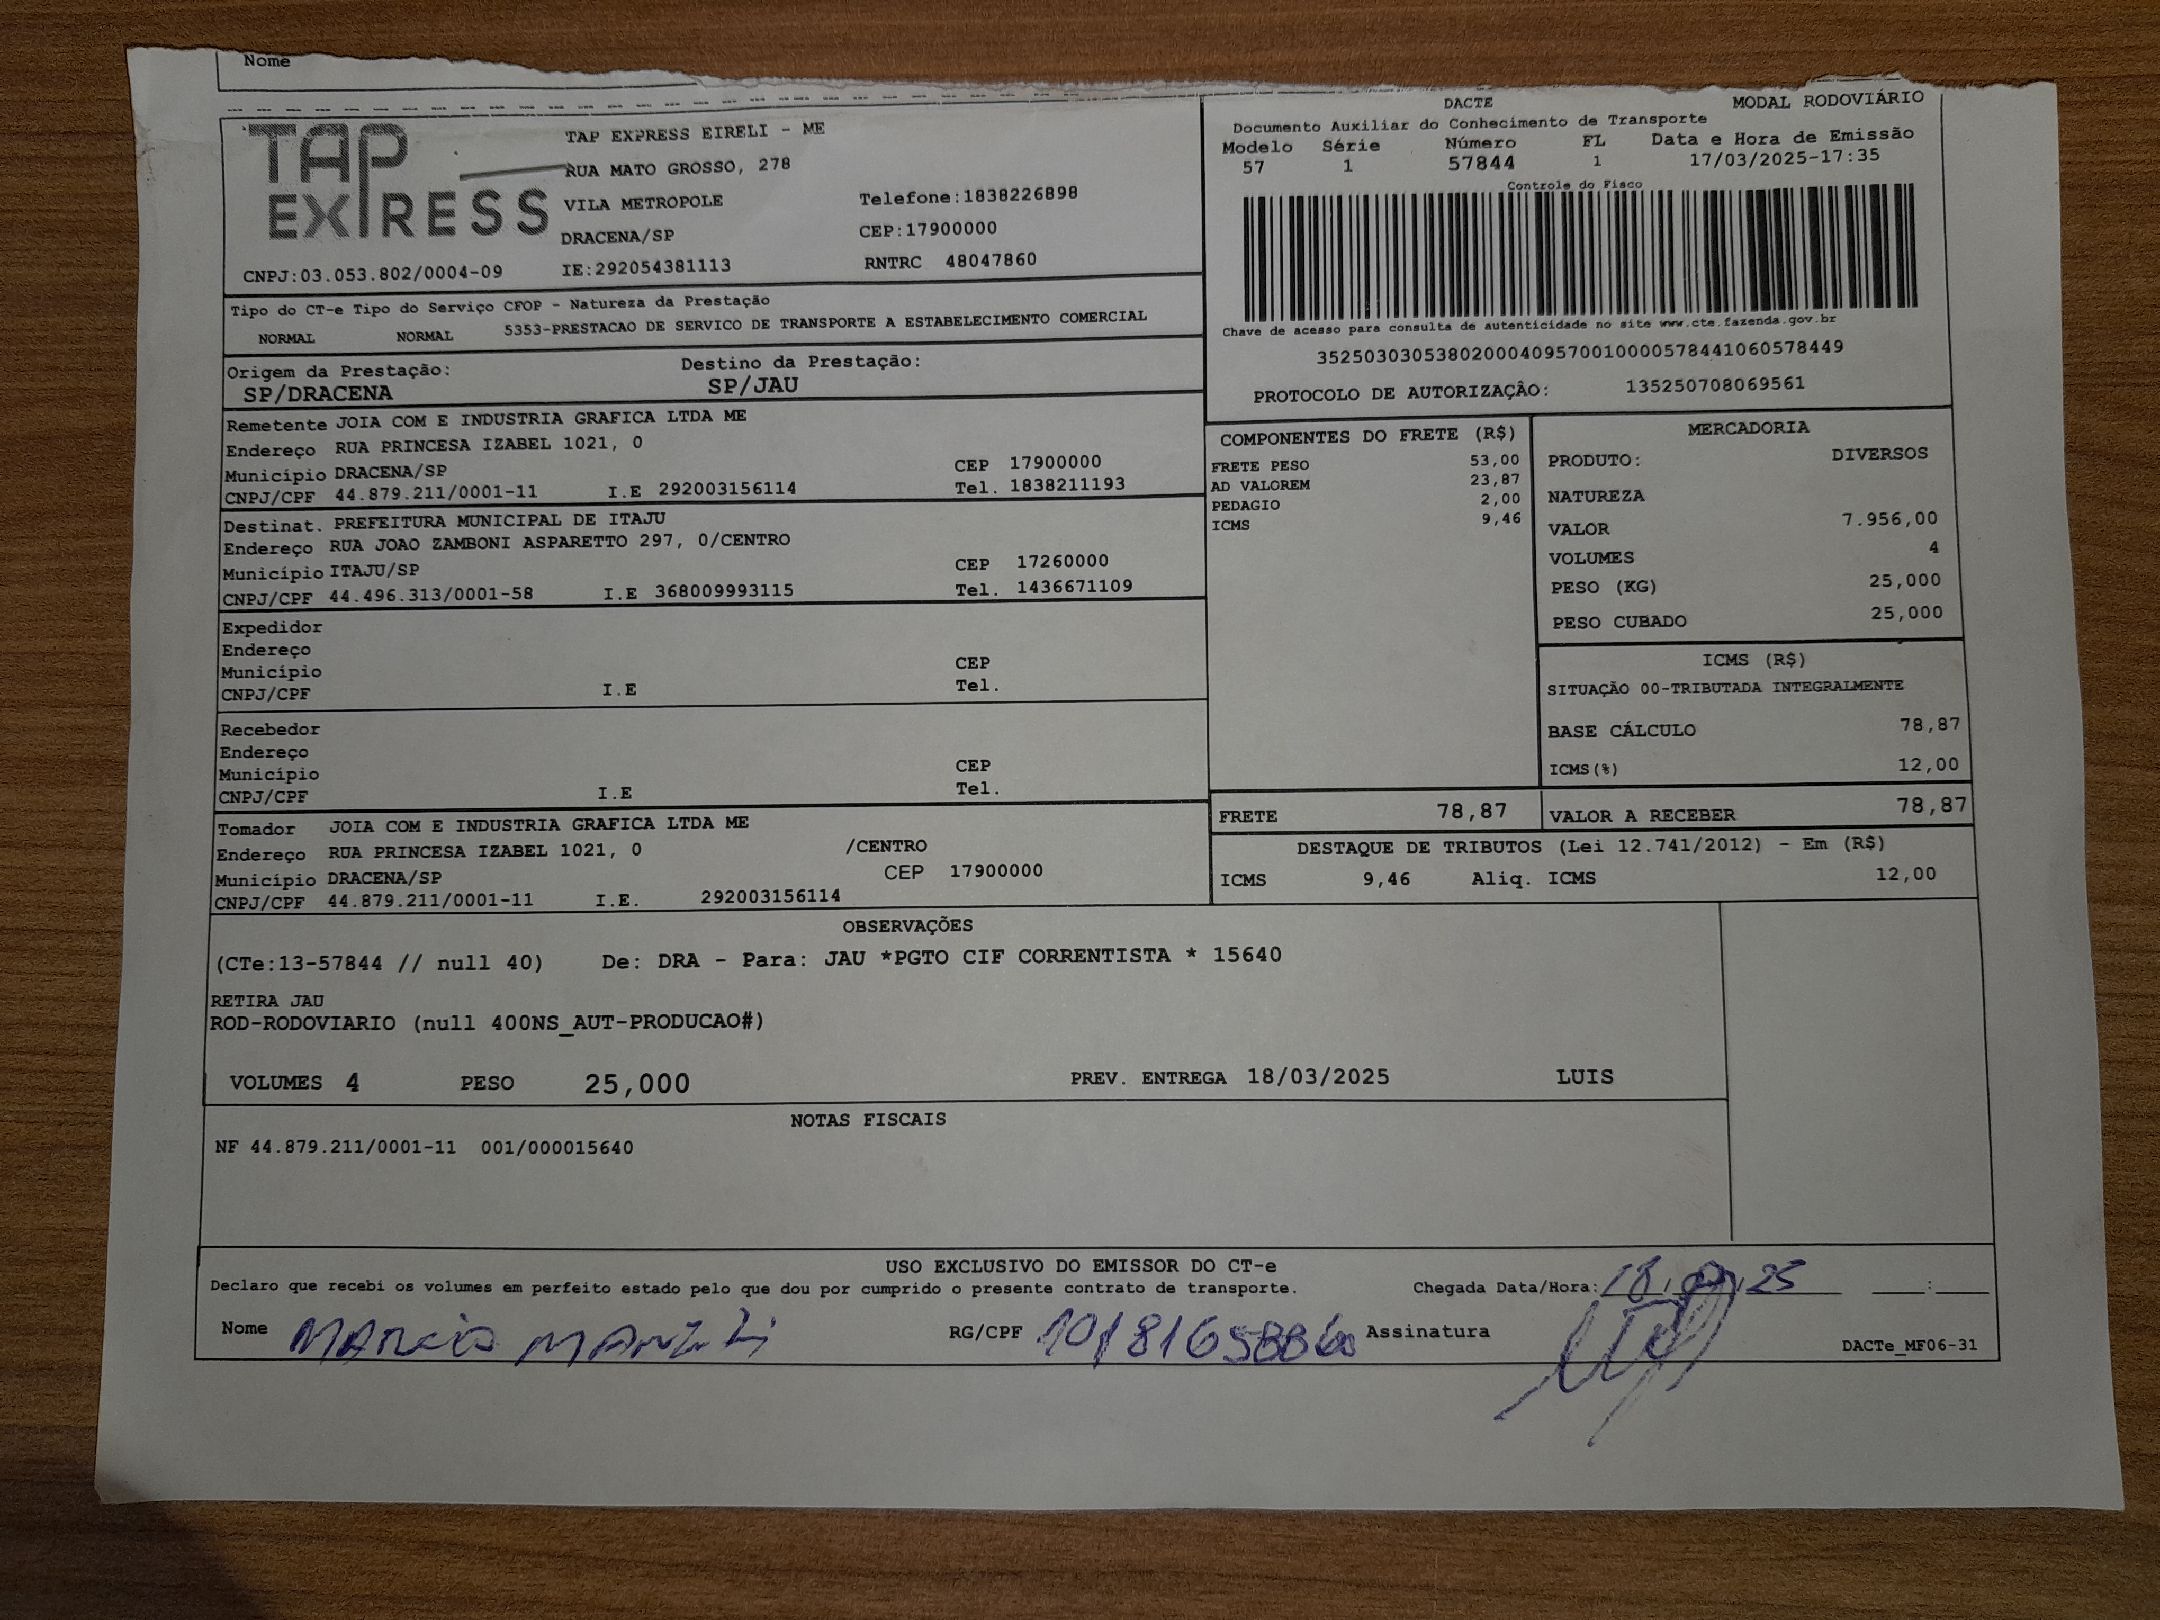 Nome
TAP EXPRESS
TAP EXPRESS EIRELI - ME
RUA MATO GROSSO, 278
VILA METROPOLE Telefone:1838226898
DRACENA/SP CEP:17900000
CNPJ:03.053.802/0004-09 IE:292054381113 RNTRC 48047860
DACTE MODAL RODOVIÁRIO
Documento Auxiliar do Conhecimento de Transporte
Modelo Série Número FL Data e Hora de Emissão
57 1 57844 1 17/03/2025-17:35
Controle do Fisco
Chave de acesso para consulta de autenticidade no site www.cte.fazenda.gov.br
35250303053802000409570010000578441060578449
PROTOCOLO DE AUTORIZAÇÃO: 135250708069561
Tipo do CT-e Tipo do Serviço CFOP - Natureza da Prestação
NORMAL NORMAL 5353-PRESTACAO DE SERVICO DE TRANSPORTE A ESTABELECIMENTO COMERCIAL
Origem da Prestação: Destino da Prestação:
SP/DRACENA SP/JAU
Remetente JOIA COM E INDUSTRIA GRAFICA LTDA ME
Endereço RUA PRINCESA IZABEL 1021, 0
Município DRACENA/SP CEP 17900000
CNPJ/CPF 44.879.211/0001-11 I.E 292003156114 Tel. 1838211193
Destinat. PREFEITURA MUNICIPAL DE ITAJU
Endereço RUA JOAO ZAMBONI ASPARETTO 297, 0/CENTRO
Município ITAJU/SP CEP 17260000
CNPJ/CPF 44.496.313/0001-58 I.E 368009993115 Tel. 1436671109
Expedidor
Endereço
Município CEP
CNPJ/CPF I.E Tel.
Recebedor
Endereço
Município CEP
CNPJ/CPF I.E Tel.
Tomador JOIA COM E INDUSTRIA GRAFICA LTDA ME
Endereço RUA PRINCESA IZABEL 1021, 0 /CENTRO
Município DRACENA/SP CEP 17900000
CNPJ/CPF 44.879.211/0001-11 I.E. 292003156114
COMPONENTES DO FRETE (R$)
FRETE PESO 53,00
AD VALOREM 23,87
PEDAGIO 2,00
ICMS 9,46
MERCADORIA
PRODUTO: DIVERSOS
NATUREZA
VALOR 7.956,00
VOLUMES 4
PESO (KG) 25,000
PESO CUBADO 25,000
ICMS (R$)
SITUAÇÃO 00-TRIBUTADA INTEGRALMENTE
BASE CÁLCULO 78,87
ICMS(%) 12,00
FRETE 78,87 VALOR A RECEBER 78,87
DESTAQUE DE TRIBUTOS (Lei 12.741/2012) - Em (R$)
ICMS 9,46 Aliq. ICMS 12,00
OBSERVAÇÕES
(CTe:13-57844 // null 40) De: DRA - Para: JAU *PGTO CIF CORRENTISTA * 15640
RETIRA JAU
ROD-RODOVIARIO (null 400NS_AUT-PRODUCAO#)
VOLUMES 4 PESO 25,000 PREV. ENTREGA 18/03/2025 LUIS
NOTAS FISCAIS
NF 44.879.211/0001-11 001/000015640
USO EXCLUSIVO DO EMISSOR DO CT-e
Declaro que recebi os volumes em perfeito estado pelo que dou por cumprido o presente contrato de transporte. Chegada Data/Hora: 18 25 :
Nome RG/CPF Assinatura DACTe_MF06-31